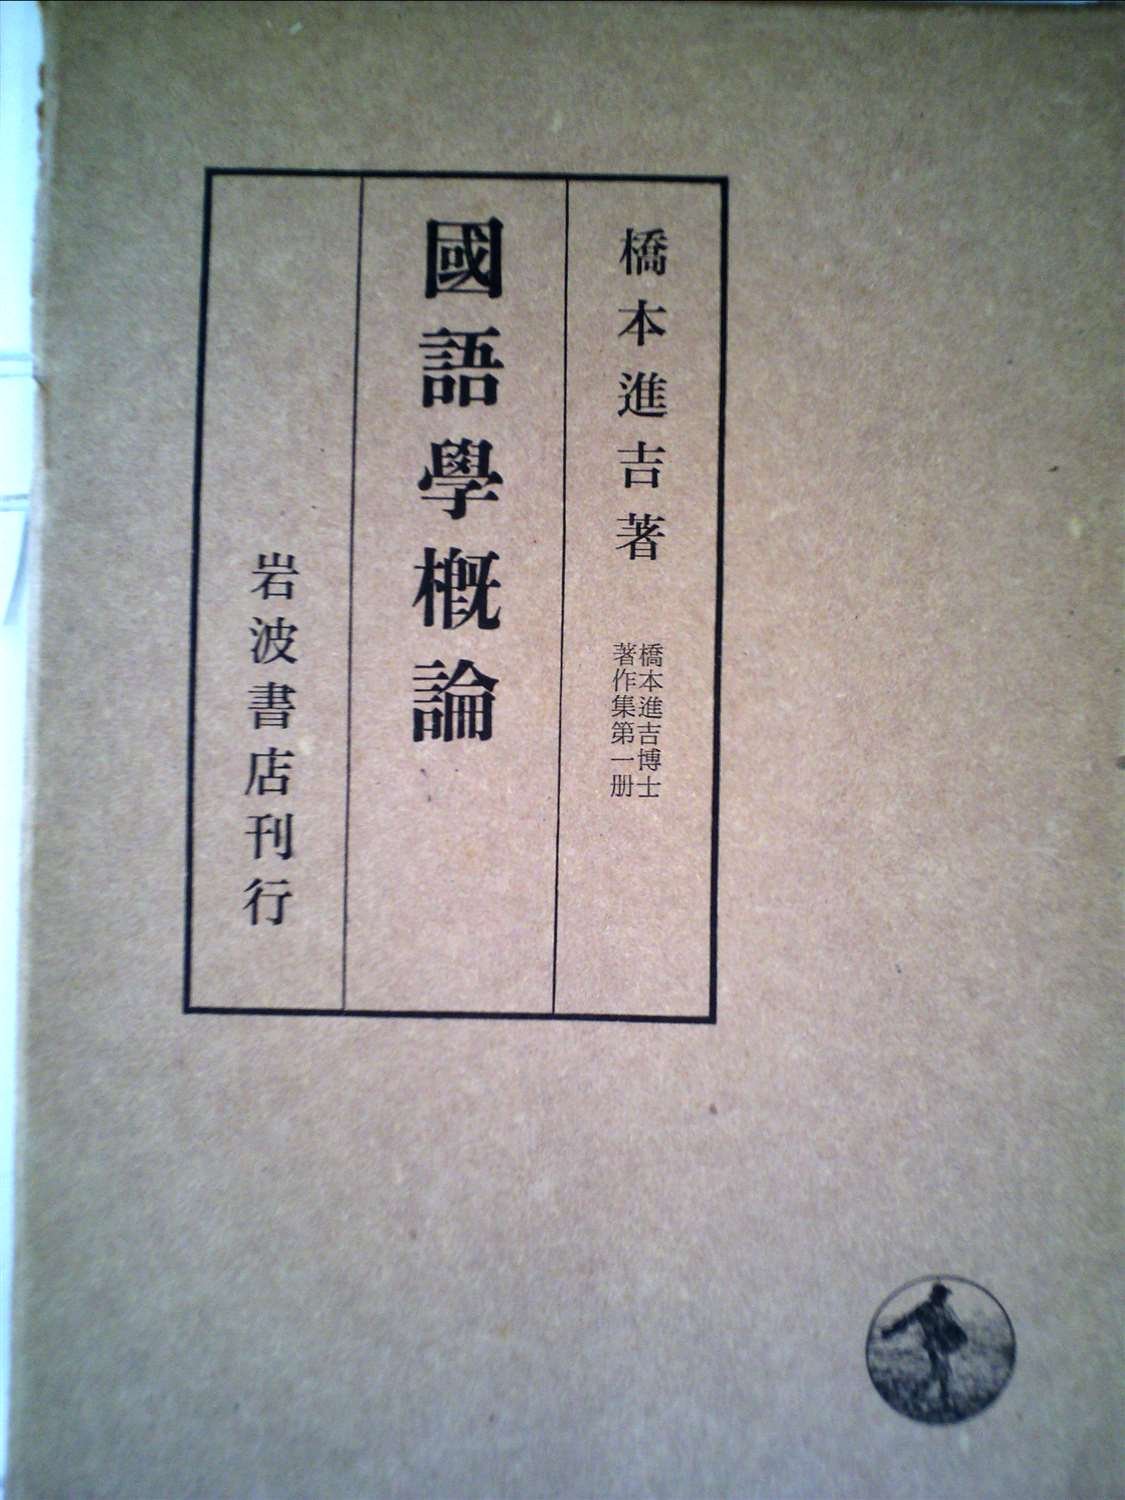 橋本進吉著
橋本進吉博士
著作集第一册
國語學概論
岩波書店刊行